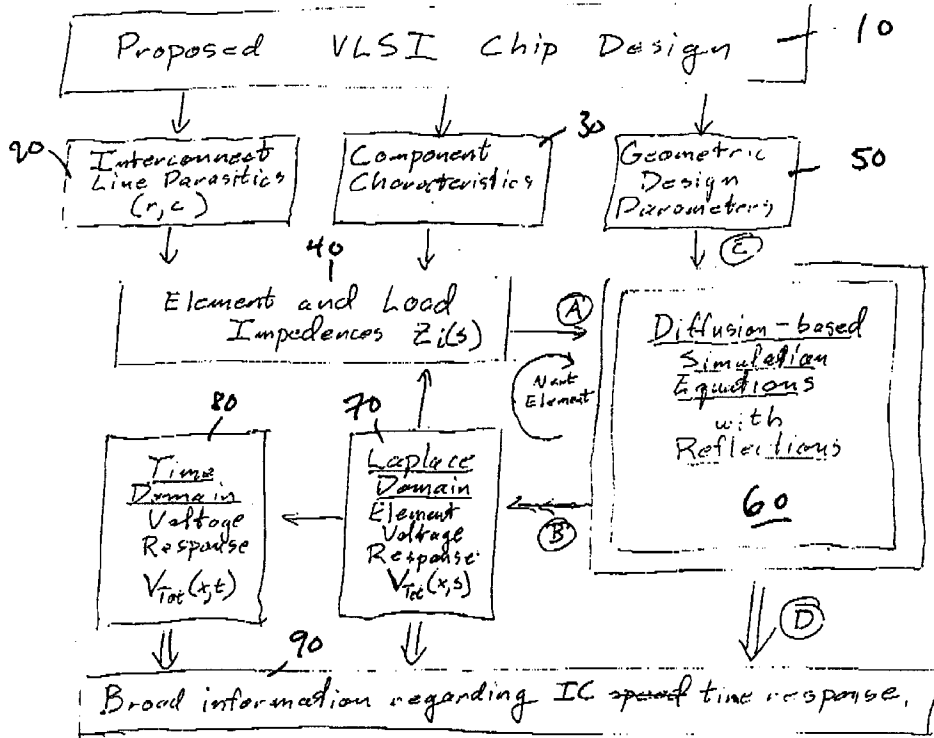 Proposed VLSI Chip Design
10
20
Interconnect
Line Parasitics
(r, c)
30
Component
Characteristics
Geometric
Design
Parameters
50
C
40
Element and Load
Impedences Zi(s)
A
Next
Element
Diffusion-based
Simulation
Equations
with
Reflections
60
80
Time
Domain
Voltage
Response
VTot(x,t)
70
Laplace
Domain
Element
Voltage
Response
VTot(x,s)
B
D
90
Broad information regarding IC speed time response.